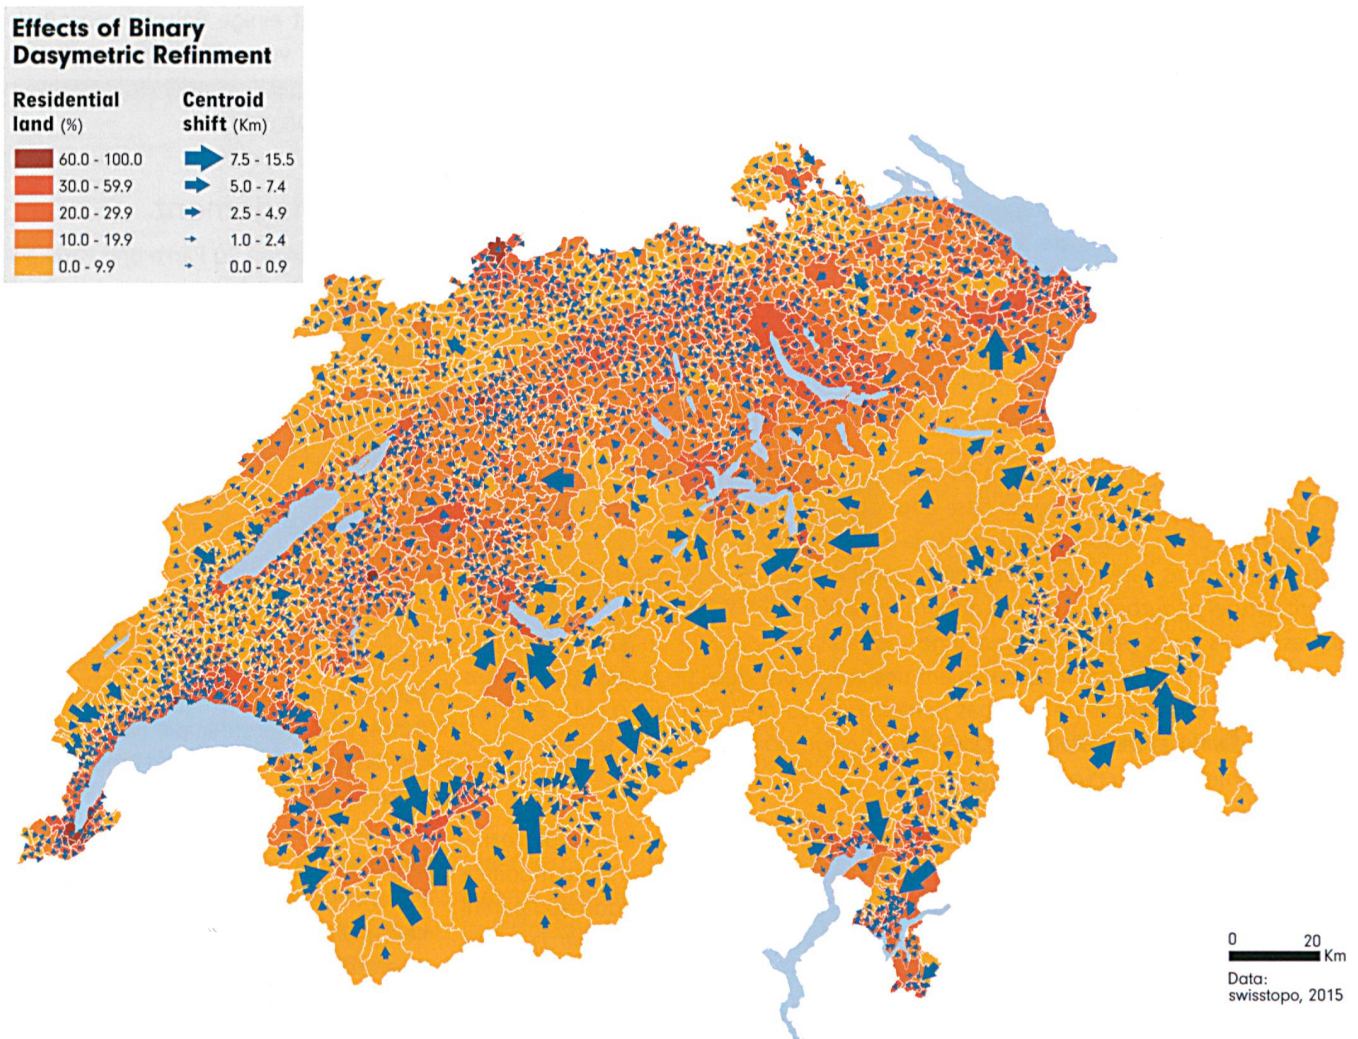 Effects of Binary
Dasymetric Refinment
Residential
land (%)
60.0 - 100.0
30.0 - 59.9
20.0 - 29.9
10.0 - 19.9
0.0 - 9.9
Centroid
shift (Km)
7.5 - 15.5
5.0 - 7.4
2.5 - 4.9
1.0 - 2.4
0.0 - 0.9
0 20
Km
Data:
swisstopo, 2015